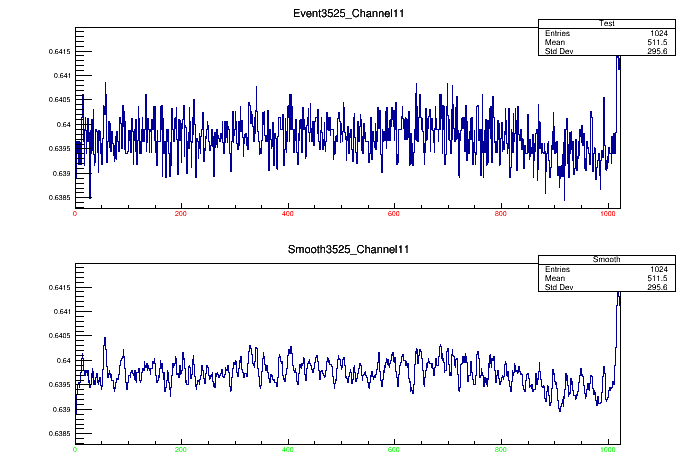 Event3525_Channel11
Test
Entries 1024
Mean 511.5
Std Dev 295.6
0.6415
0.641
0.6405
0.64
0.6395
0.639
0.6385
0 200 400 600 800 1000
Smooth3525_Channel11
Smooth
Entries 1024
Mean 511.5
Std Dev 295.6
0.6415
0.641
0.6405
0.64
0.6395
0.639
0.6385
0 200 400 600 800 1000